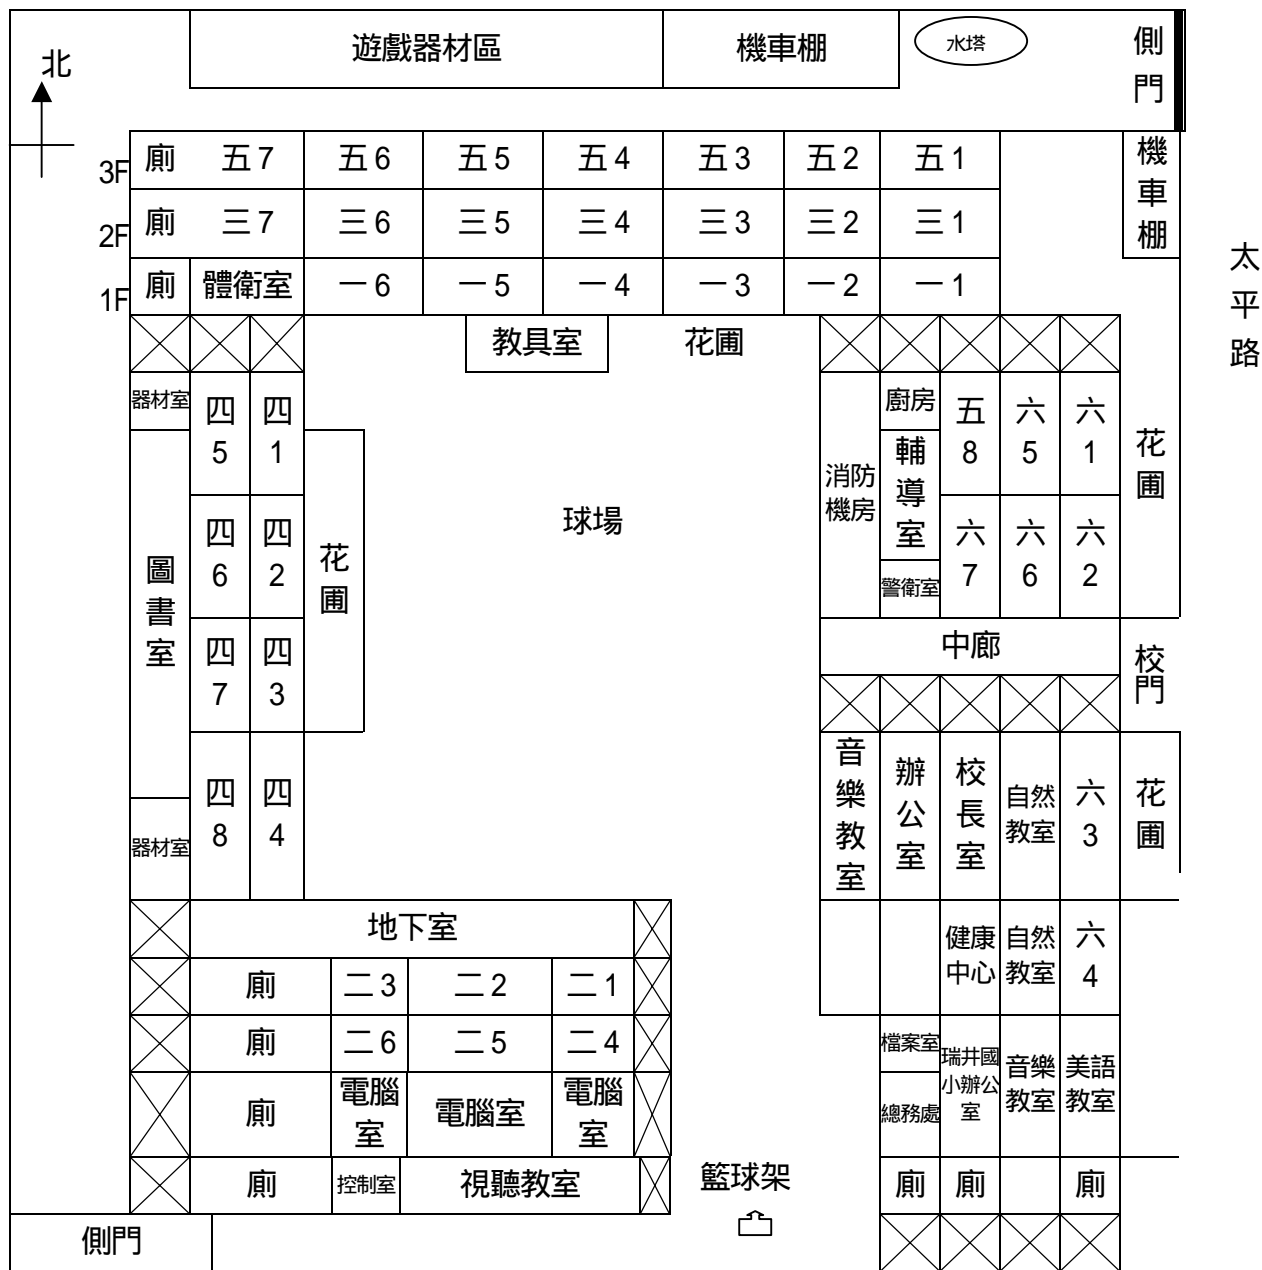 遊戲器材區 機車棚 水塔 側門
北
3F 廁 五7 五6 五5 五4 五3 五2 五1 機車棚
2F 廁 三7 三6 三5 三4 三3 三2 三1
1F 廁 體衛室 一6 一5 一4 一3 一2 一1
太平路
教具室 花圃
器材室 四5 四1 廚房 五8 六5 六1
消防機房 輔導室 花圃
球場
圖書室 四6 四2 花圃 警衛室 六7 六6 六2
四7 四3 中廊 校門
器材室 四8 四4 音樂教室 辦公室 校長室 自然教室 六3 花圃
地下室 健康中心 自然教室 六4
廁 二3 二2 二1
廁 二6 二5 二4 檔案室 瑞井國小辦公室 音樂教室 美語教室
廁 電腦室 電腦室 電腦室 總務處
廁 控制室 視聽教室 籃球架 廁 廁 廁
側門